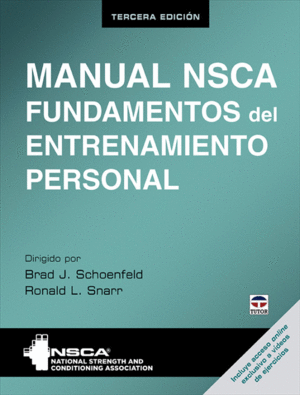 TERCERA EDICIÓN
MANUAL NSCA
FUNDAMENTOS del
ENTRENAMIENTO
PERSONAL
Dirigido por
Brad J. Schoenfeld
Ronald L. Snarr
NSCA®
NATIONAL STRENGTH AND
CONDITIONING ASSOCIATION
TUTOR
Incluye acceso online
exclusivo a vídeos
de ejercicios